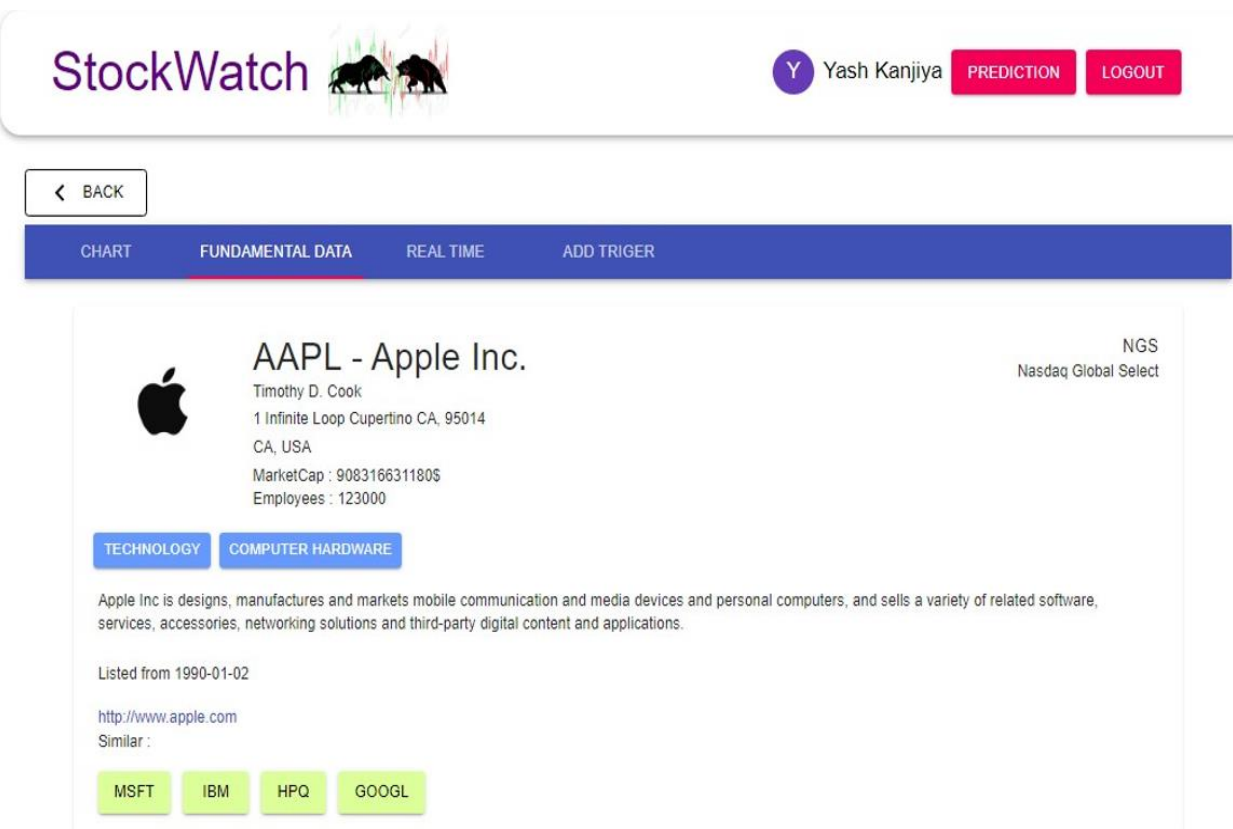 StockWatch
Y Yash Kanjiya PREDICTION LOGOUT
BACK
CHART FUNDAMENTAL DATA REAL TIME ADD TRIGER
AAPL - Apple Inc.
NGS
Nasdaq Global Select
Timothy D. Cook
1 Infinite Loop Cupertino CA, 95014
CA, USA
MarketCap : 908316631180$
Employees : 123000
TECHNOLOGY COMPUTER HARDWARE
Apple Inc is designs, manufactures and markets mobile communication and media devices and personal computers, and sells a variety of related software,
services, accessories, networking solutions and third-party digital content and applications.
Listed from 1990-01-02
http://www.apple.com
Similar :
MSFT IBM HPQ GOOGL